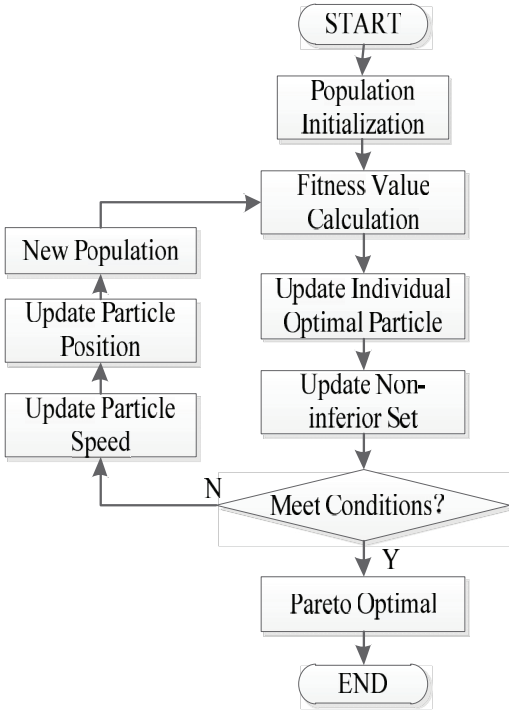 START
Population
Initialization
Fitness Value
Calculation
New Population
Update Individual
Optimal Particle
Update Particle
Position
Update Non-
inferior Set
Update Particle
Speed
N
Meet Conditions?
Y
Pareto Optimal
END